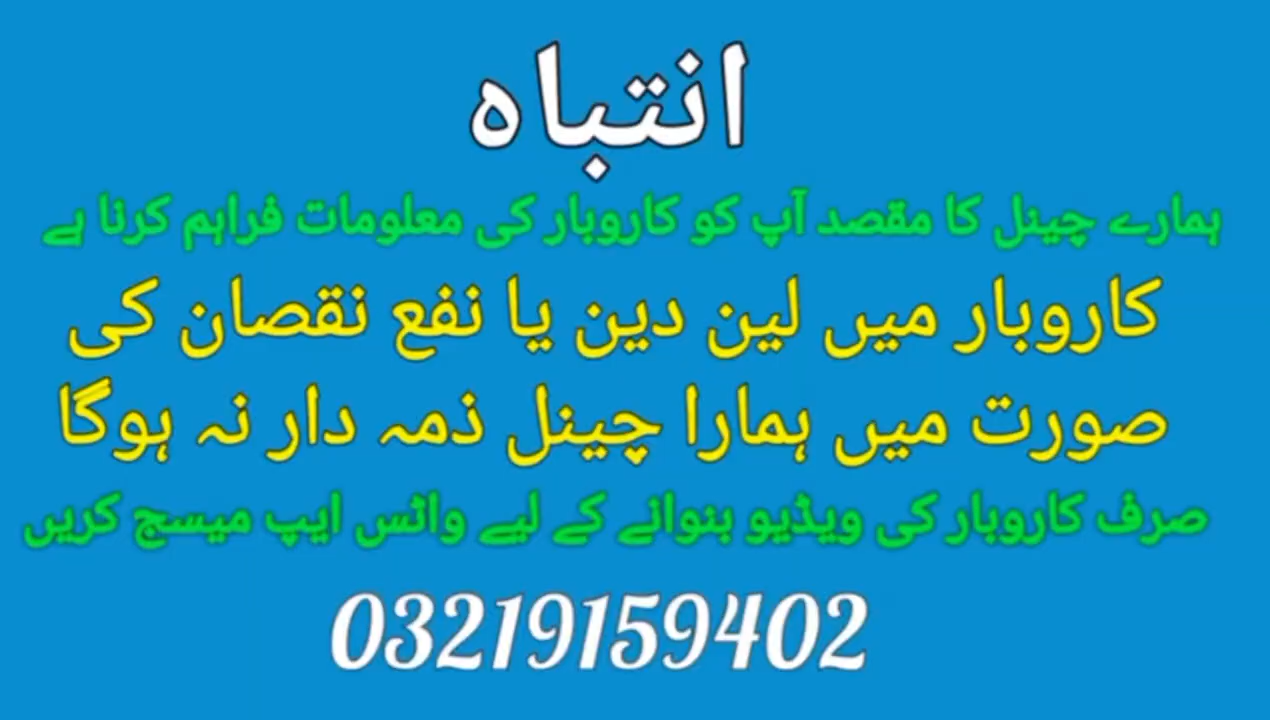 انتباہ
ہمارے چینل کا مقصد آپ کو کاروبار کی معلومات فراہم کرنا ہے
کاروبار میں لین دین یا نفع نقصان کی
صورت میں ہمارا چینل ذمہ دار نہ ہوگا
صرف کاروبار کی ویڈیو بنوانے کے لیے واٹس ایپ میسج کریں
03219159402